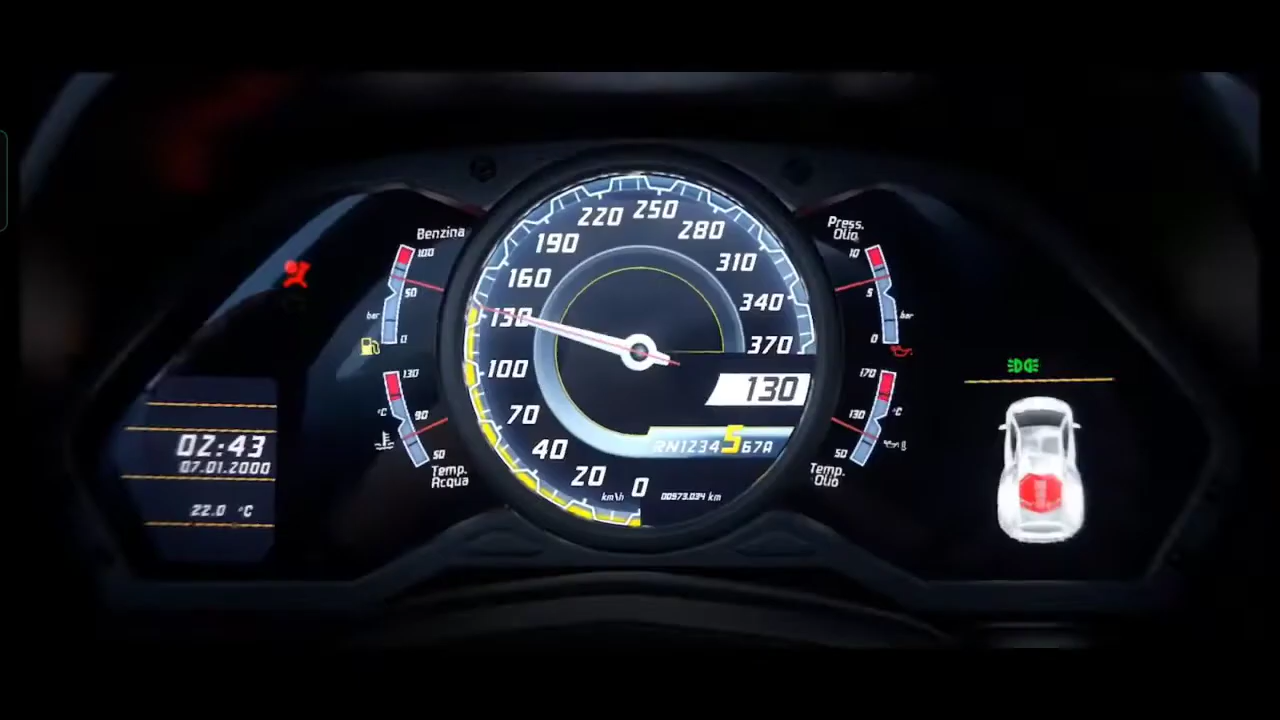 Benzina
100
50
bar
0
130
°C
90
50
Temp.
Acqua
02:43
07.01.2000
22.0 °C
250
220
280
190
310
160
340
130
370
100
130
70
RN1234567A
40
20
0
km\h
00973.034 km
Press.
Olio
10
5
bar
0
170
130
°C
50
Temp.
Olio